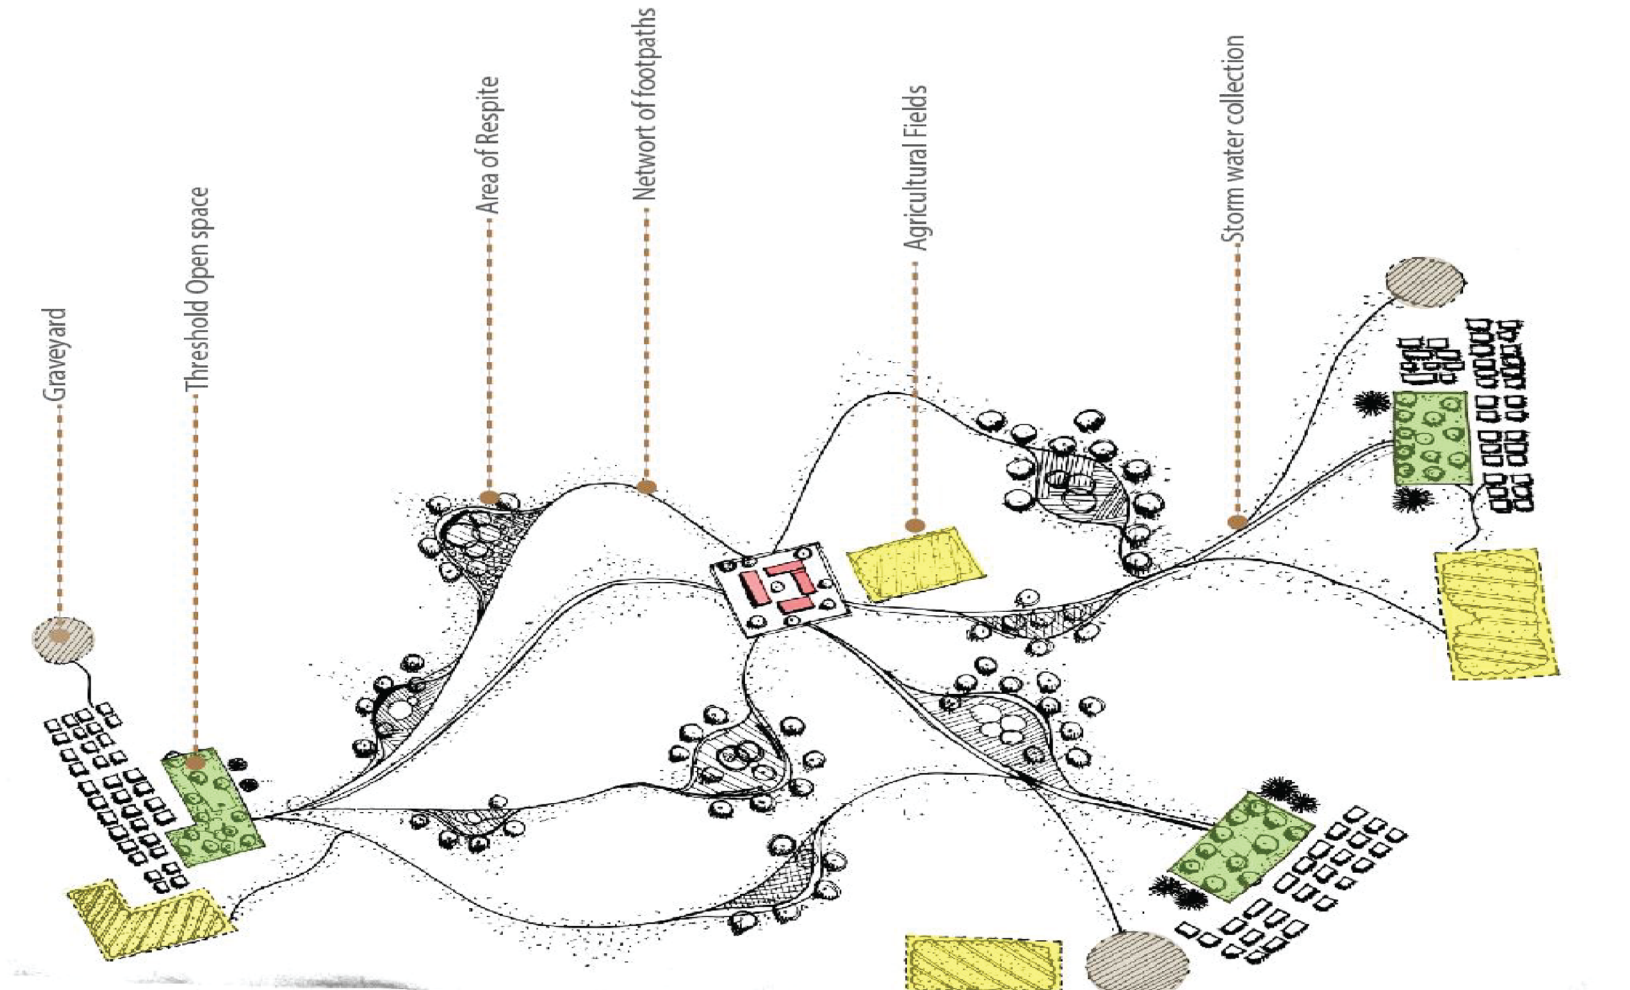 Graveyard
Threshold Open space
Area of Respite
Networt of footpaths
Agricultural Fields
Storm water collection